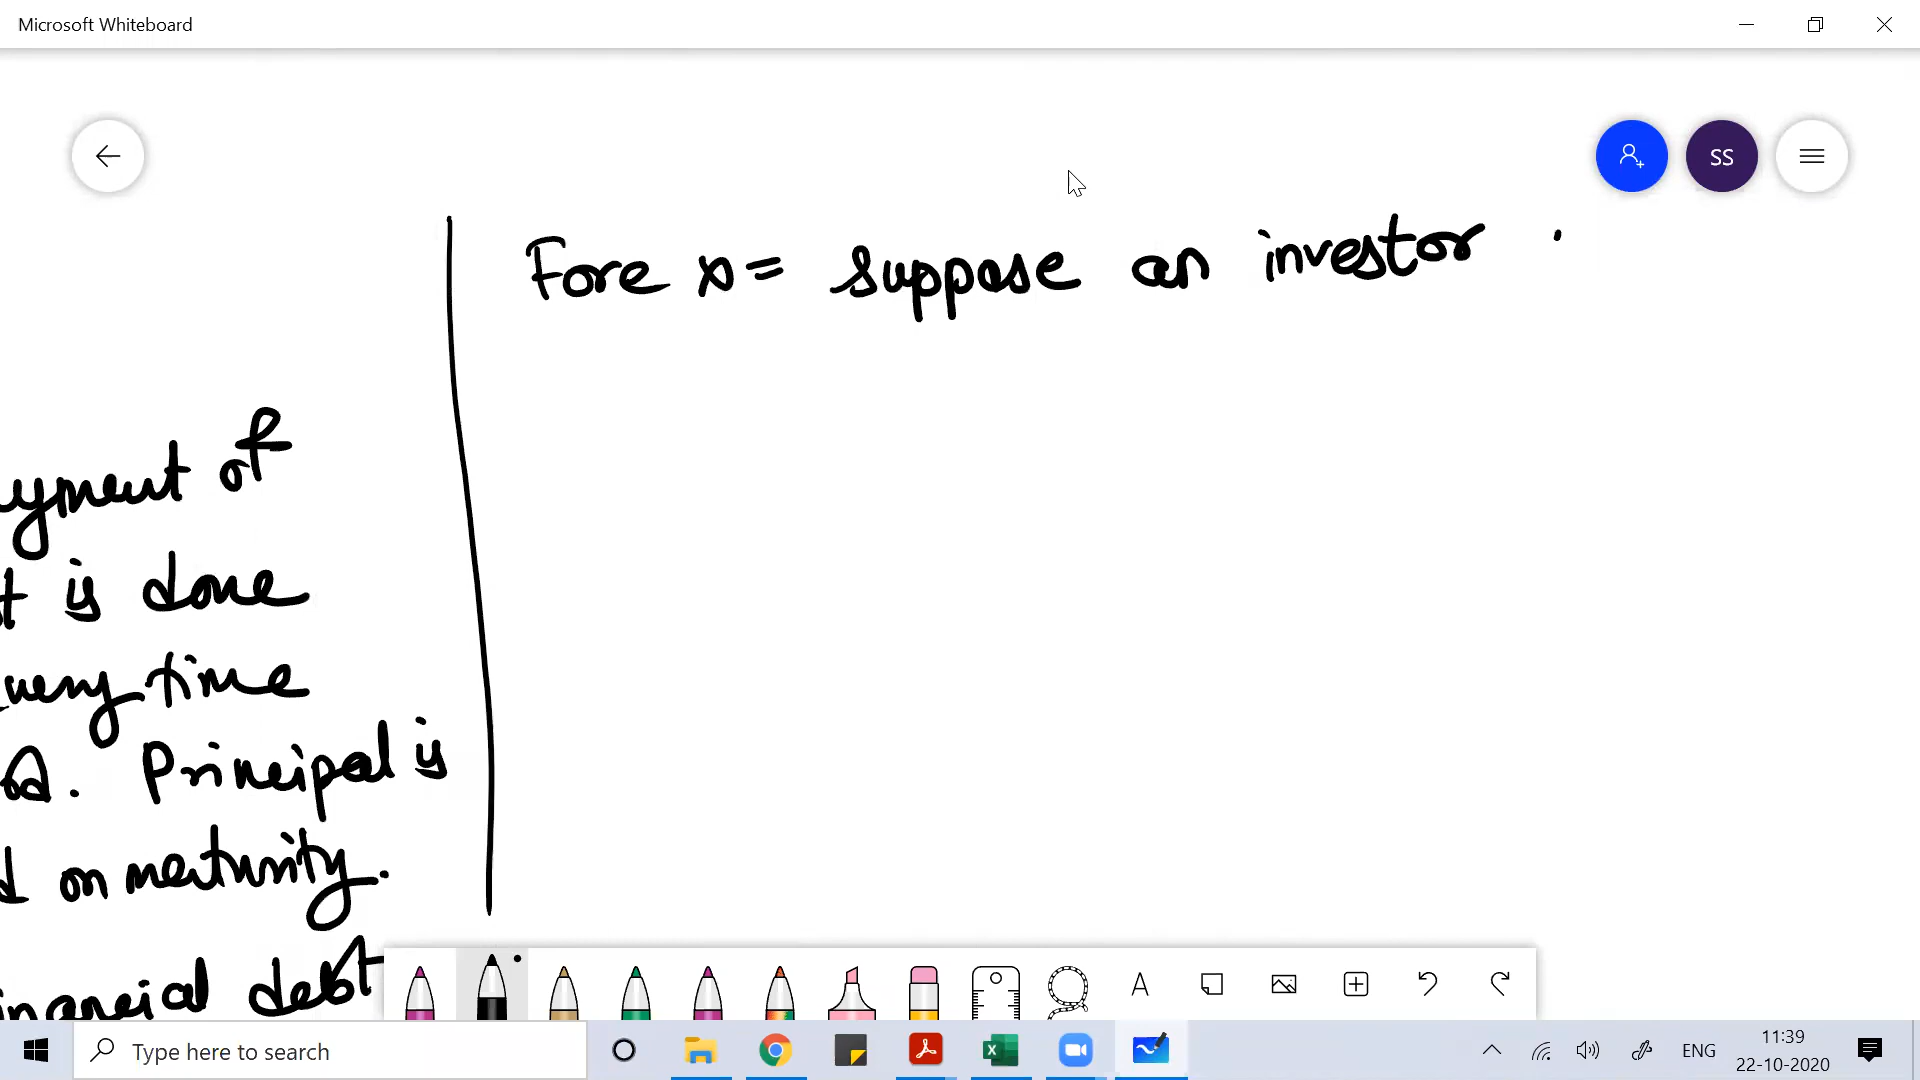 Microsoft Whiteboard
SS
Fore x = suppose an investor .
yment of
t is done
very time
Principal is
d on maturity.
inancial debt
A
Type here to search
ENG
11:39
22-10-2020